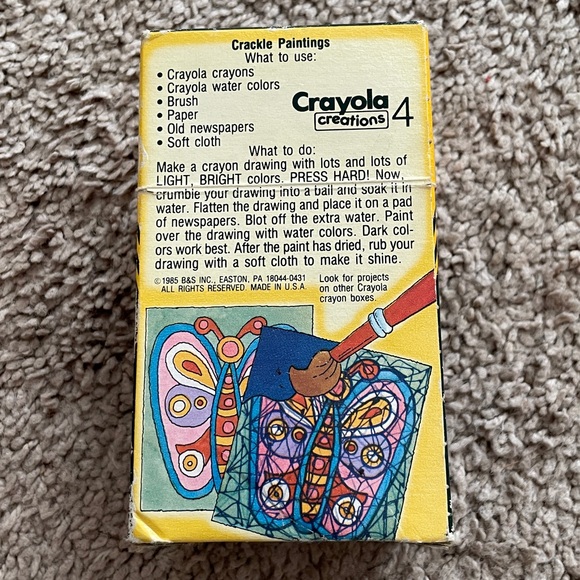 Crackle Paintings
What to use:
• Crayola crayons
• Crayola water colors
• Brush
• Paper
• Old newspapers
• Soft cloth
Crayola
creations 4
What to do:
Make a crayon drawing with lots and lots of
LIGHT, BRIGHT colors. PRESS HARD! Now,
crumble your drawing into a ball and soak it in
water. Flatten the drawing and place it on a pad
of newspapers. Blot off the extra water. Paint
over the drawing with water colors. Dark col-
ors work best. After the paint has dried, rub your
drawing with a soft cloth to make it shine.
©1985 B&S INC., EASTON, PA 18044-0431
ALL RIGHTS RESERVED. MADE IN U.S.A.
Look for projects
on other Crayola
crayon boxes.